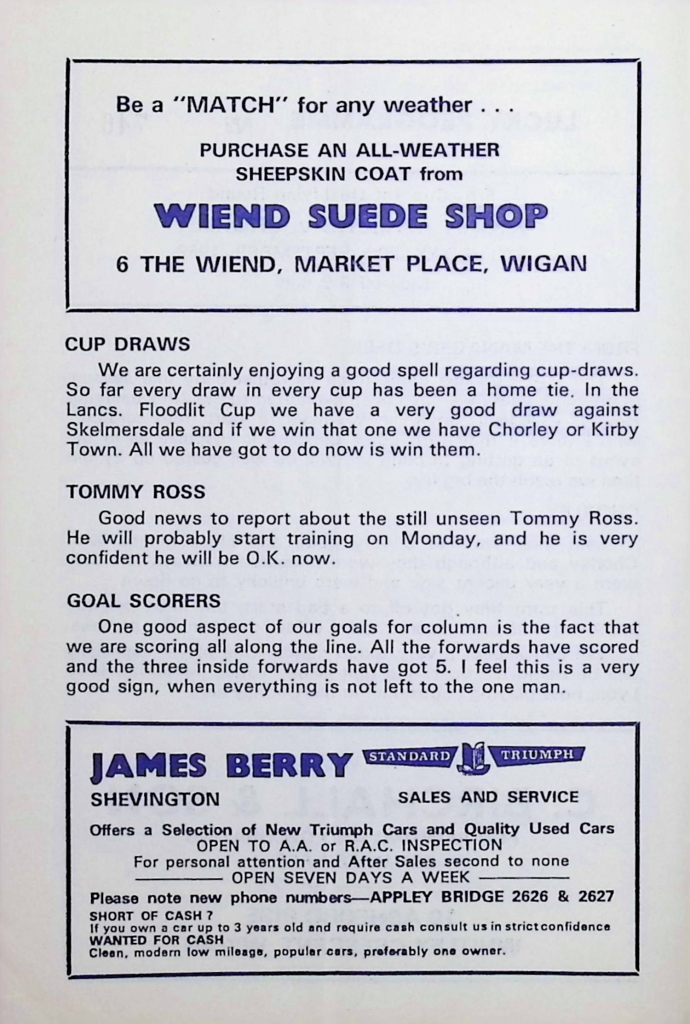 Be a "MATCH" for any weather . . .
PURCHASE AN ALL-WEATHER
SHEEPSKIN COAT from
WIEND SUEDE SHOP
6 THE WIEND, MARKET PLACE, WIGAN
CUP DRAWS
We are certainly enjoying a good spell regarding cup-draws.
So far every draw in every cup has been a home tie. In the
Lancs. Floodlit Cup we have a very good draw against
Skelmersdale and if we win that one we have Chorley or Kirby
Town. All we have got to do now is win them.
TOMMY ROSS
Good news to report about the still unseen Tommy Ross.
He will probably start training on Monday, and he is very
confident he will be O.K. now.
GOAL SCORERS
One good aspect of our goals for column is the fact that
we are scoring all along the line. All the forwards have scored
and the three inside forwards have got 5. I feel this is a very
good sign, when everything is not left to the one man.
JAMES BERRY STANDARD TRIUMPH
SHEVINGTON SALES AND SERVICE
Offers a Selection of New Triumph Cars and Quality Used Cars
OPEN TO A.A. or R.A.C. INSPECTION
For personal attention and After Sales second to none
OPEN SEVEN DAYS A WEEK
Please note new phone numbers—APPLEY BRIDGE 2626 & 2627
SHORT OF CASH ?
If you own a car up to 3 years old and require cash consult us in strict confidence
WANTED FOR CASH
Clean, modern low mileage, popular cars, preferably one owner.